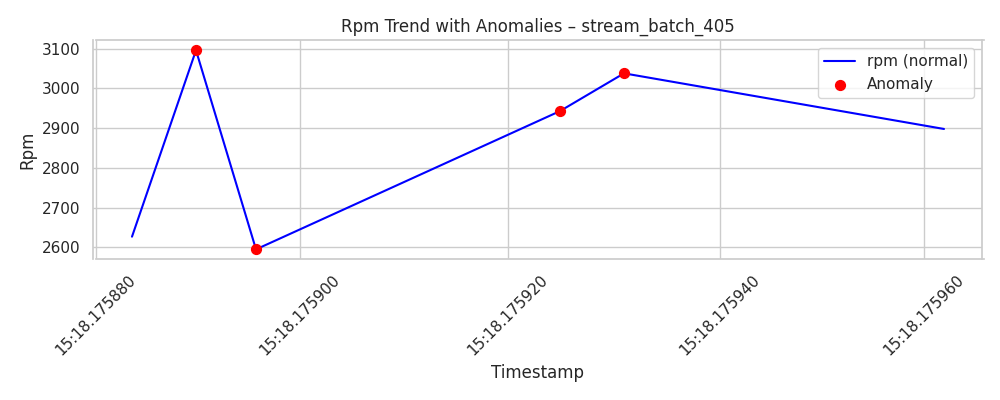 Rpm Trend with Anomalies – stream_batch_405
rpm (normal)
Anomaly
Rpm
3100
3000
2900
2800
2700
2600
15:18.175880
15:18.175900
15:18.175920
15:18.175940
15:18.175960
Timestamp